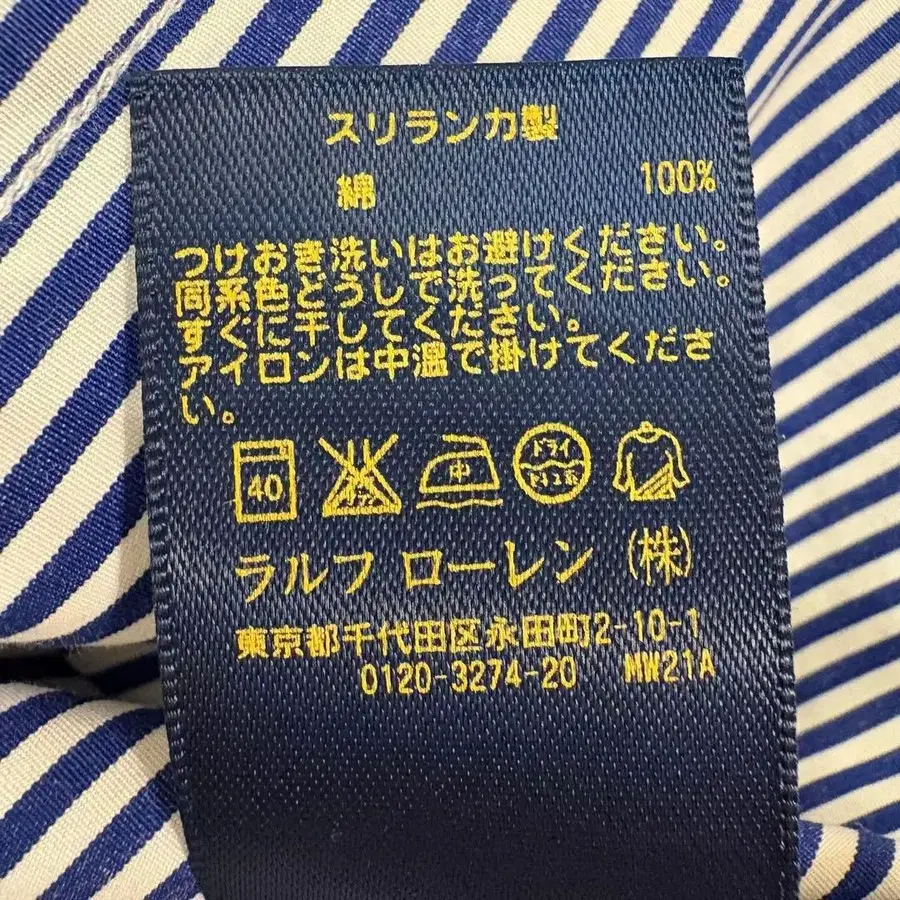 スリランカ製
綿 100%
つけおき洗いはお避けください。
同系色どうしで洗ってください。
すぐに干してください。
アイロンは中温で掛けてくださ
い。
40 中 ドライ
ラルフ ローレン (株)
東京都千代田区永田町2-10-1
0120-3274-20 MW21A